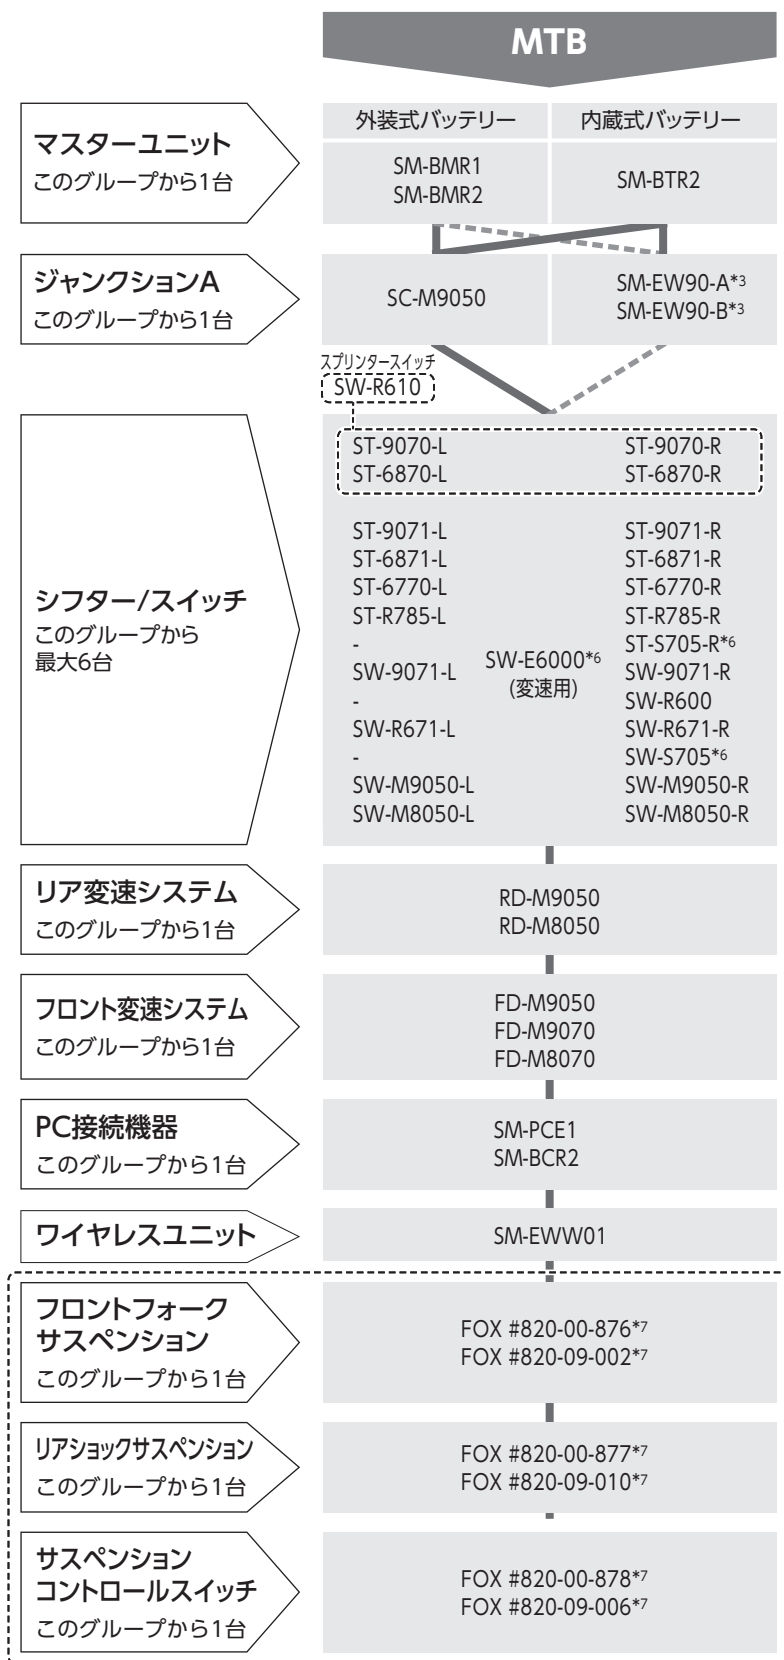 MTB
外装式バッテリー 内蔵式バッテリー
マスターユニット
このグループから1台
SM-BMR1
SM-BMR2
SM-BTR2
ジャンクションA
このグループから1台
SC-M9050
SM-EW90-A*3
SM-EW90-B*3
スプリンタースイッチ
SW-R610
シフター/スイッチ
このグループから
最大6台
ST-9070-L ST-9070-R
ST-6870-L ST-6870-R
ST-9071-L ST-9071-R
ST-6871-L ST-6871-R
ST-6770-L ST-6770-R
ST-R785-L ST-R785-R
- ST-S705-R*6
SW-E6000*6
(変速用)
SW-9071-L SW-9071-R
- SW-R600
SW-R671-L SW-R671-R
- SW-S705*6
SW-M9050-L SW-M9050-R
SW-M8050-L SW-M8050-R
リア変速システム
このグループから1台
RD-M9050
RD-M8050
フロント変速システム
このグループから1台
FD-M9050
FD-M9070
FD-M8070
PC接続機器
このグループから1台
SM-PCE1
SM-BCR2
ワイヤレスユニット
SM-EWW01
フロントフォーク
サスペンション
このグループから1台
FOX #820-00-876*7
FOX #820-09-002*7
リアショックサスペンション
このグループから1台
FOX #820-00-877*7
FOX #820-09-010*7
サスペンション
コントロールスイッチ
このグループから1台
FOX #820-00-878*7
FOX #820-09-006*7